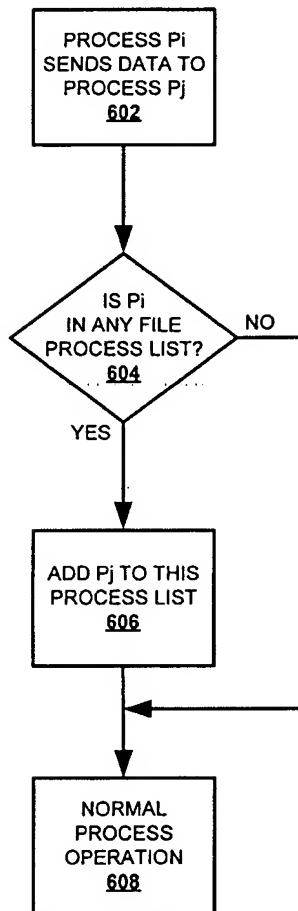 PROCESS Pi
SENDS DATA TO
PROCESS Pj
602
IS Pi
IN ANY FILE
PROCESS LIST?
604
NO
YES
ADD Pj TO THIS
PROCESS LIST
606
NORMAL
PROCESS
OPERATION
608